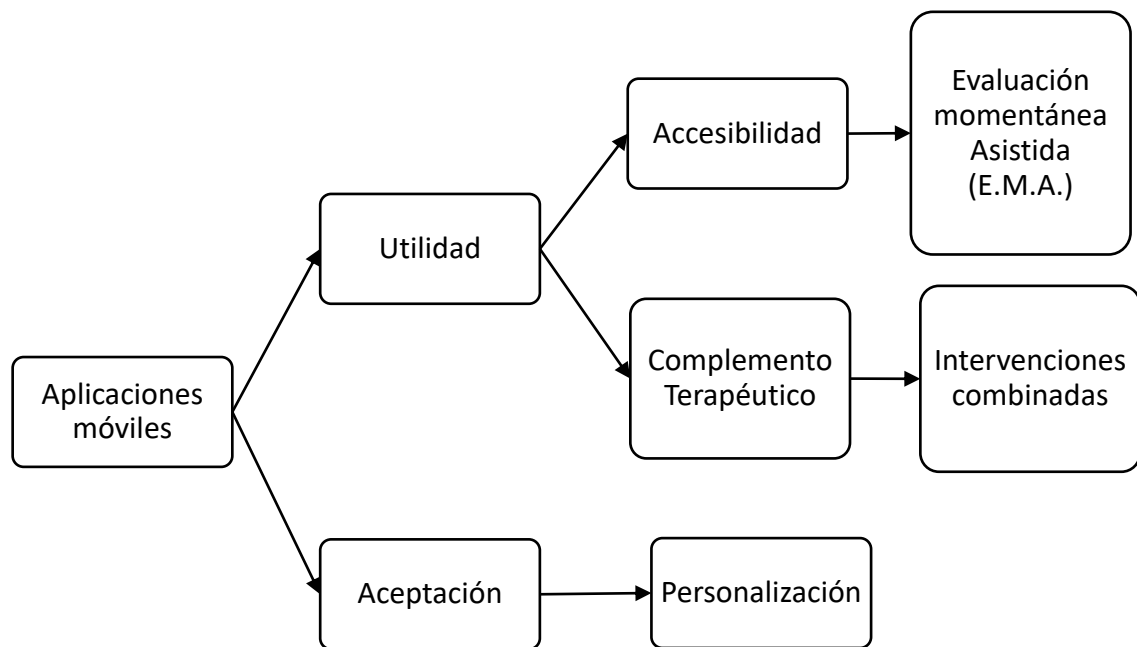 Evaluación
momentánea
Asistida
(E.M.A.)
Accesibilidad
Utilidad
Complemento
Terapéutico
Intervenciones
combinadas
Aplicaciones
móviles
Aceptación
Personalización